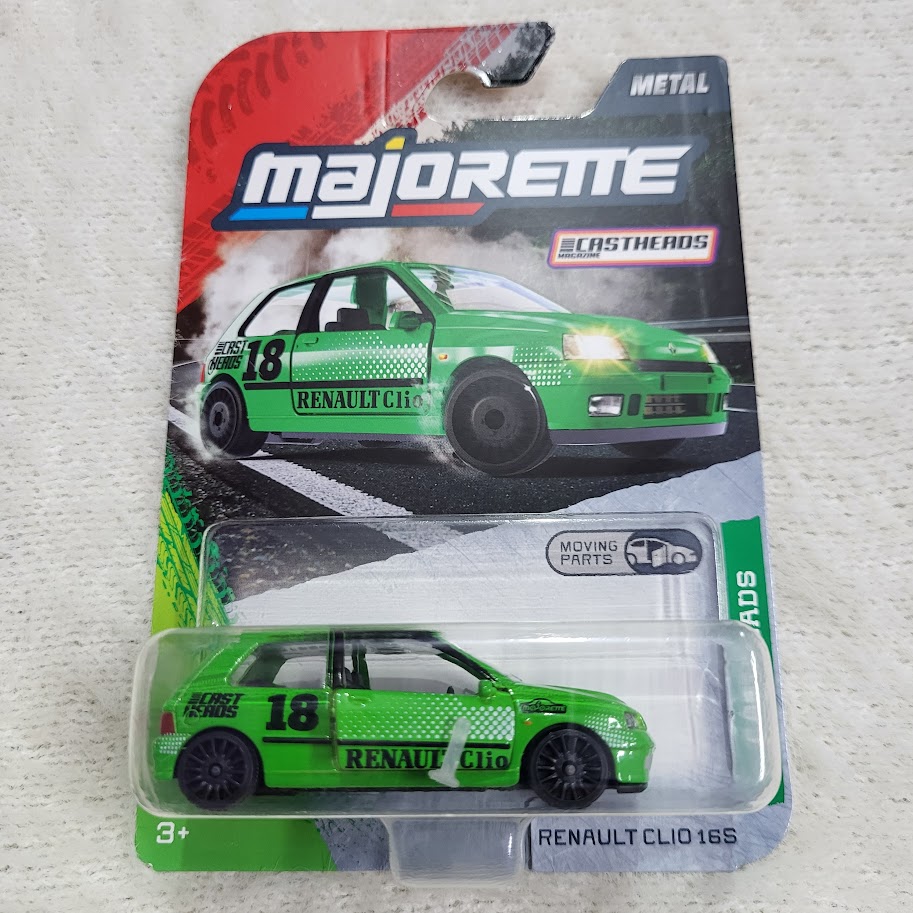 METAL
majorette
CASTHEADS
MAGAZINE
CAST
HEADS
18
RENAULT Clio
MOVING
PARTS
ADS
CAST
HEADS
18
majorette
RENAULT Clio
3+
RENAULT CLIO 16S